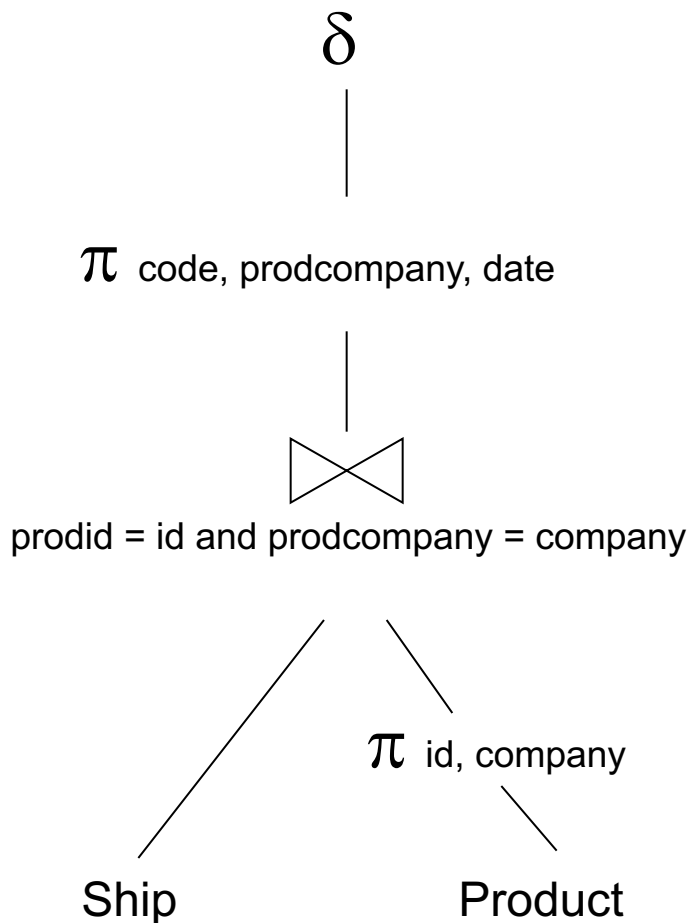 δ
π code, prodcompany, date
prodid = id and prodcompany = company
π id, company
Ship Product